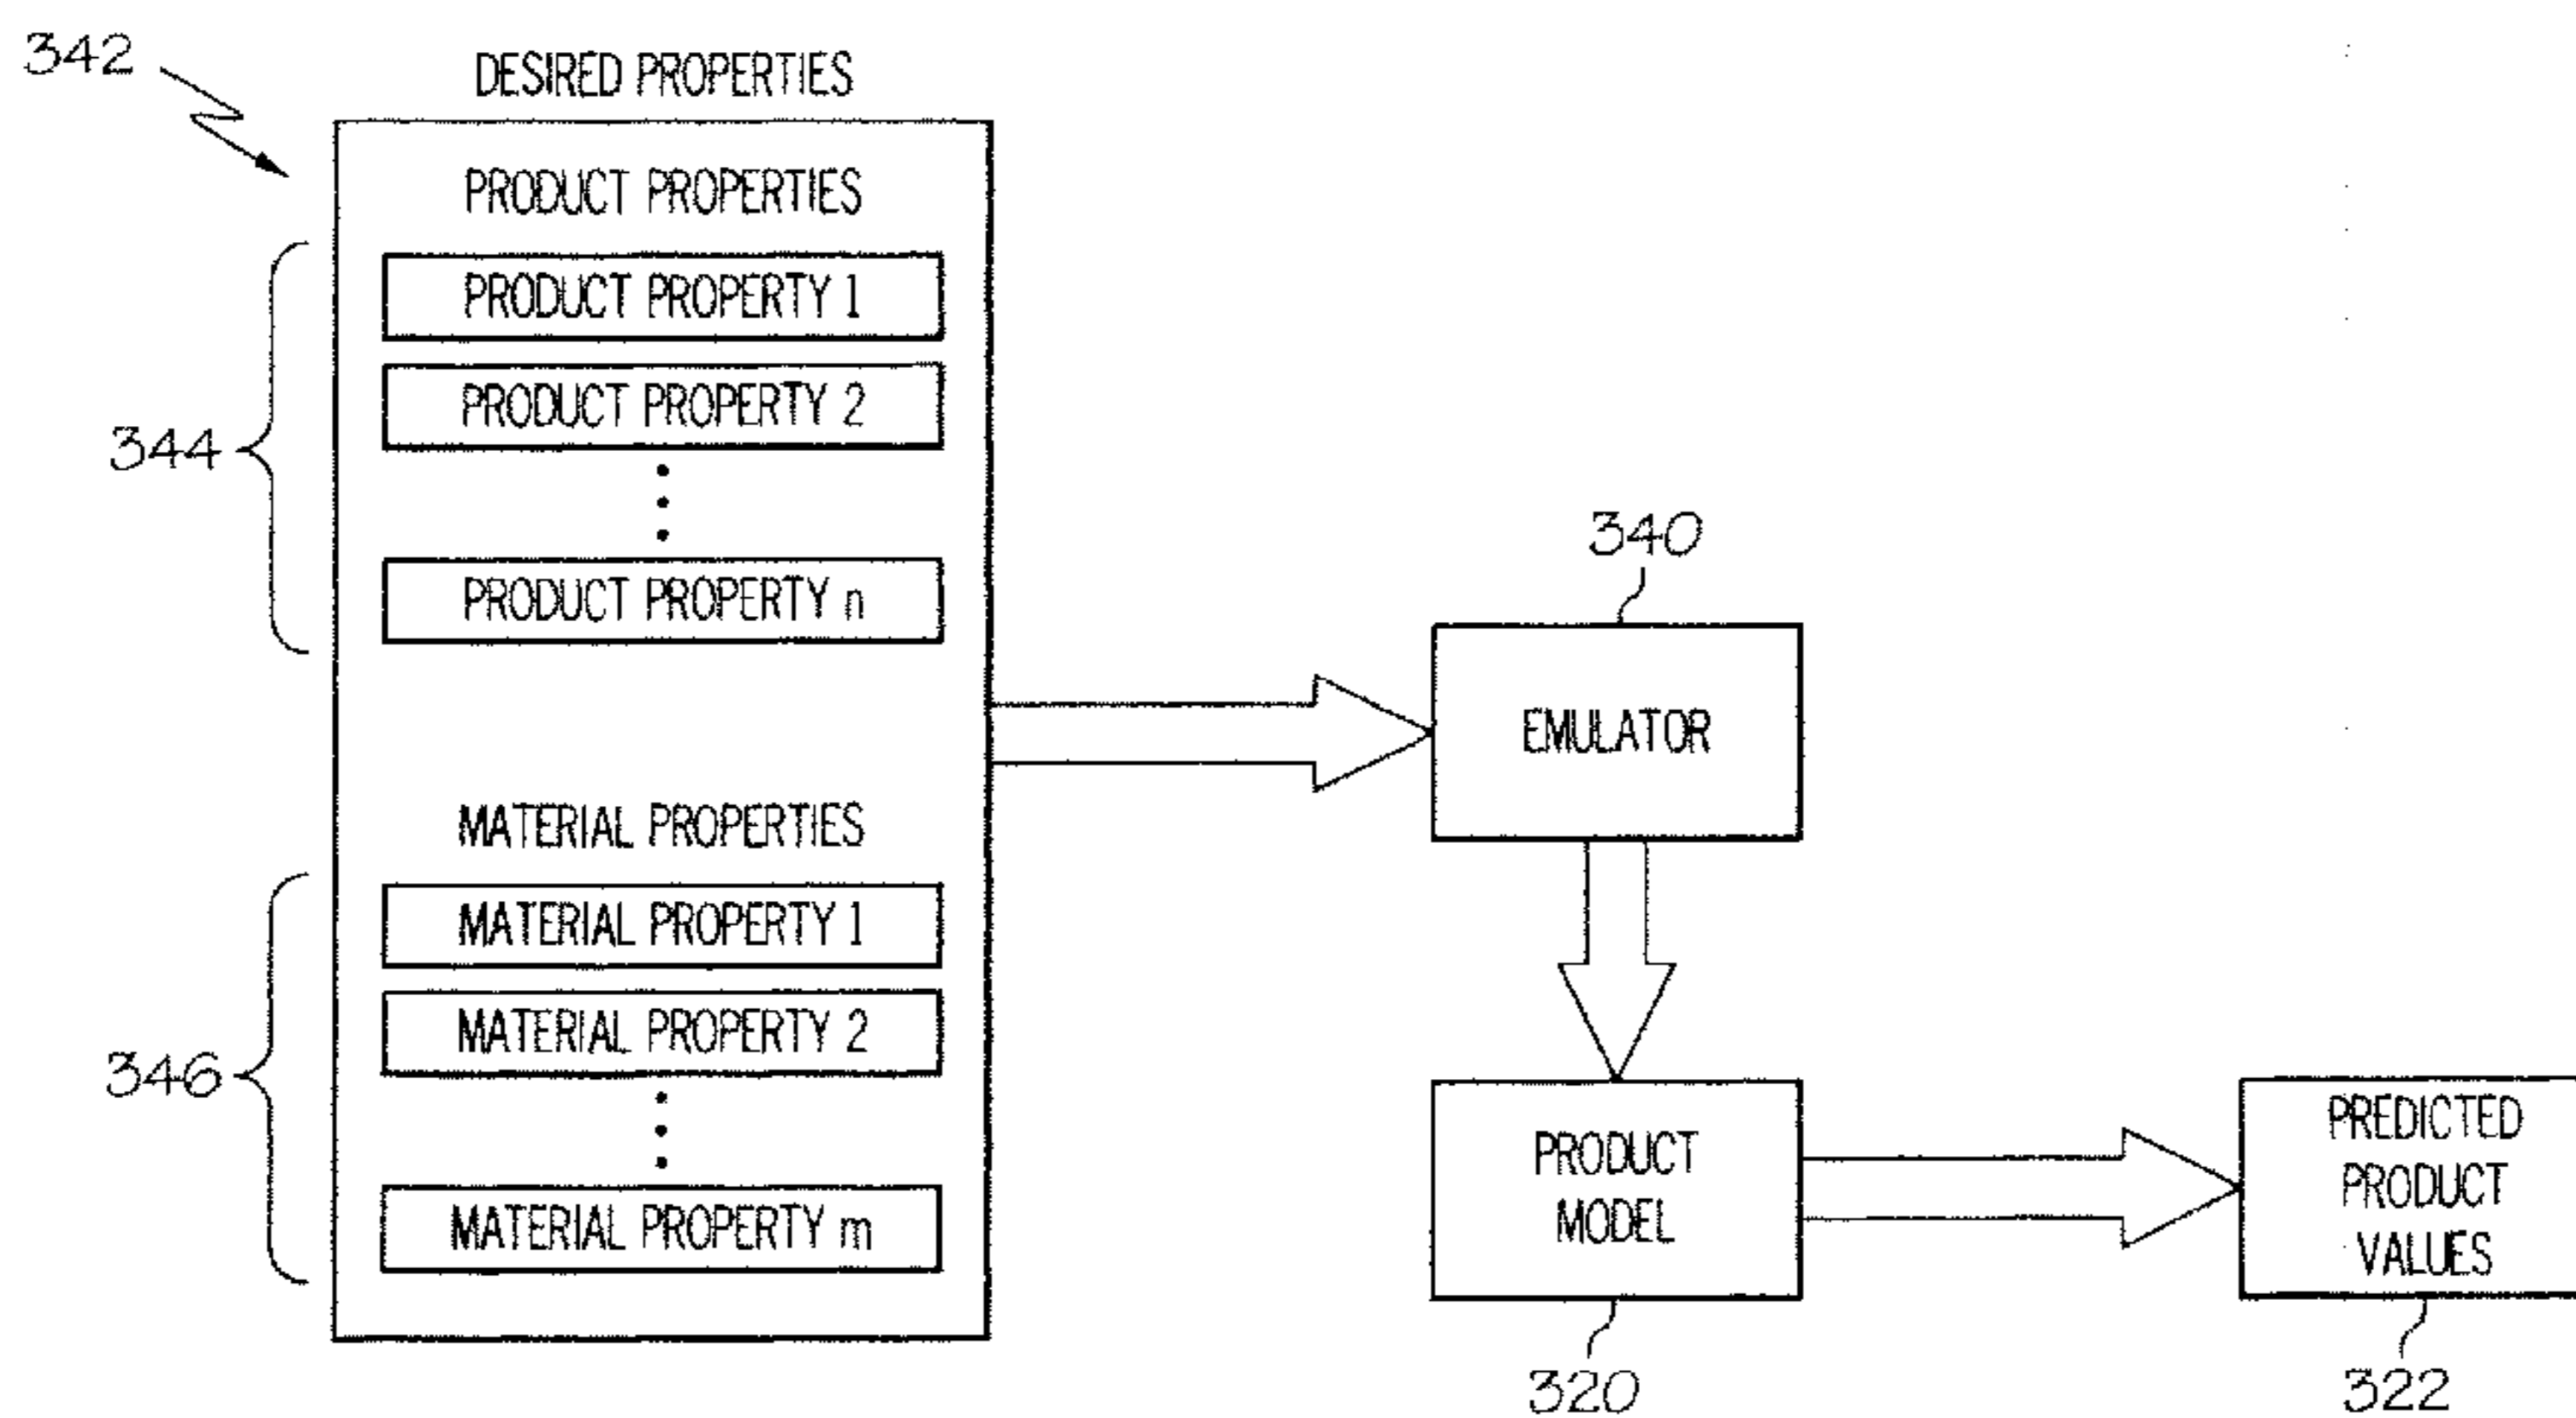 342
DESIRED PROPERTIES
PRODUCT PROPERTIES
PRODUCT PROPERTY 1
PRODUCT PROPERTY 2
344
PRODUCT PROPERTY n
MATERIAL PROPERTIES
MATERIAL PROPERTY 1
MATERIAL PROPERTY 2
346
MATERIAL PROPERTY m
340
EMULATOR
PRODUCT
MODEL
320
PREDICTED
PRODUCT
VALUES
322